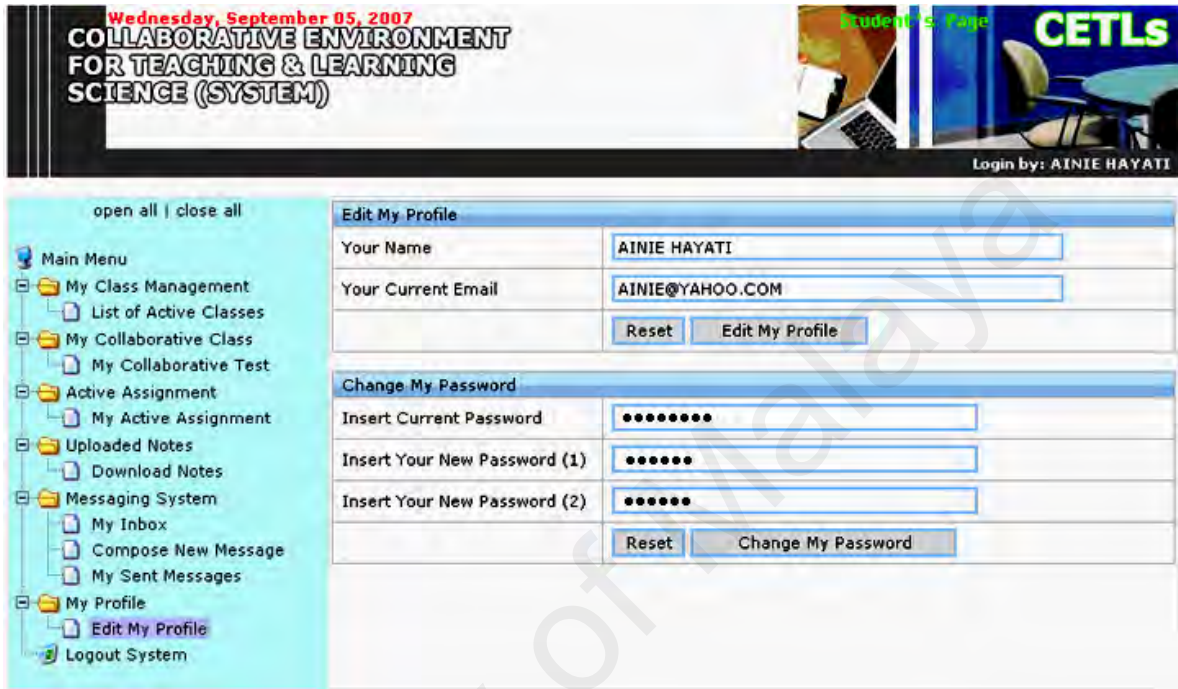 Wednesday, September 05, 2007
COLLABORATIVE ENVIRONMENT
FOR TEACHING & LEARNING
SCIENCE (SYSTEM)
Student's Page
CETLs
Login by: AINIE HAYATI
open all | close all
Main Menu
My Class Management
List of Active Classes
My Collaborative Class
My Collaborative Test
Active Assignment
My Active Assignment
Uploaded Notes
Download Notes
Messaging System
My Inbox
Compose New Message
My Sent Messages
My Profile
Edit My Profile
Logout System
Edit My Profile
Your Name AINIE HAYATI
Your Current Email AINIE@YAHOO.COM
Reset Edit My Profile
Change My Password
Insert Current Password ●●●●●●●●
Insert Your New Password (1) ●●●●●●
Insert Your New Password (2) ●●●●●●
Reset Change My Password
of Malaya